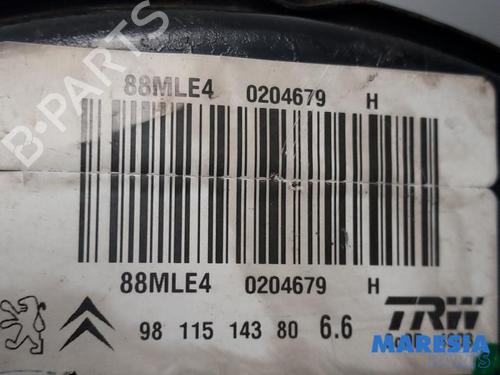 88MLE4 0204679 H
B-PARTS
88MLE4 0204679 H
98 115 143 80 6.6
TRW
MARESIA